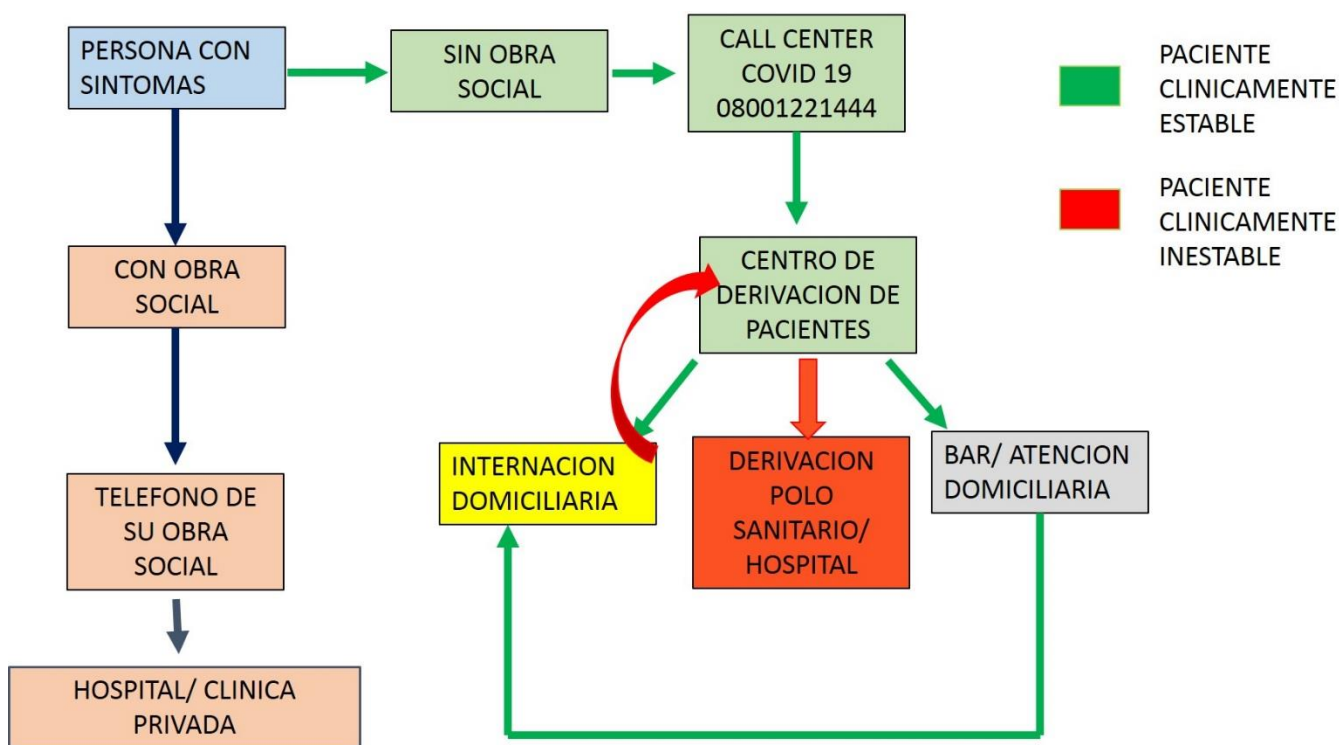 PERSONA CON
SINTOMAS
SIN OBRA
SOCIAL
CALL CENTER
COVID 19
08001221444
PACIENTE
CLINICAMENTE
ESTABLE
PACIENTE
CLINICAMENTE
INESTABLE
CON OBRA
SOCIAL
CENTRO DE
DERIVACION DE
PACIENTES
TELEFONO DE
SU OBRA
SOCIAL
INTERNACION
DOMICILIARIA
DERIVACION
POLO
SANITARIO/
HOSPITAL
BAR/ ATENCION
DOMICILIARIA
HOSPITAL/ CLINICA
PRIVADA